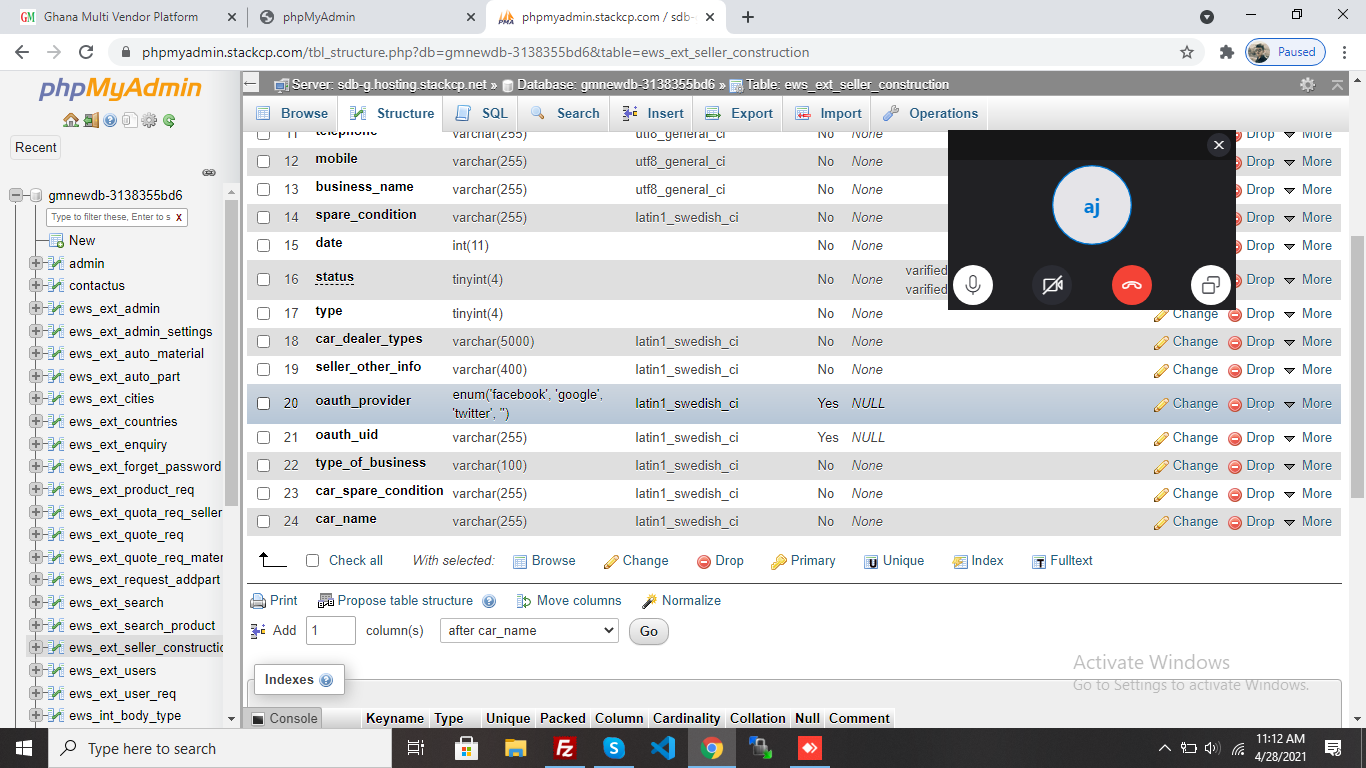 Ghana Multi Vendor Platform
phpMyAdmin
phpmyadmin.stackcp.com / sdb-
phpmyadmin.stackcp.com/tbl_structure.php?db=gmnewdb-3138355bd6&table=ews_ext_seller_construction
Paused
phpMyAdmin
Recent
gmnewdb-3138355bd6
Type to filter these, Enter to s X
New
admin
contactus
ews_ext_admin
ews_ext_admin_settings
ews_ext_auto_material
ews_ext_auto_part
ews_ext_cities
ews_ext_countries
ews_ext_enquiry
ews_ext_forget_password
ews_ext_product_req
ews_ext_quota_req_seller
ews_ext_quote_req
ews_ext_quote_req_mater
ews_ext_request_addpart
ews_ext_search
ews_ext_search_product
ews_ext_seller_constructio
ews_ext_users
ews_ext_user_req
ews_int_body_type
Server: sdb-g.hosting.stackcp.net » Database: gmnewdb-3138355bd6 » Table: ews_ext_seller_construction
Browse Structure SQL Search Insert Export Import Operations
11 telephone varchar(255) utf8_general_ci No None Drop More
12 mobile varchar(255) utf8_general_ci No None Drop More
13 business_name varchar(255) utf8_general_ci No None Drop More
14 spare_condition varchar(255) latin1_swedish_ci No None Drop More
15 date int(11) No None Drop More
16 status tinyint(4) No None varified varified Drop More
17 type tinyint(4) No None Change Drop More
18 car_dealer_types varchar(5000) latin1_swedish_ci No None Change Drop More
19 seller_other_info varchar(400) latin1_swedish_ci No None Change Drop More
20 oauth_provider enum('facebook', 'google', 'twitter', '') latin1_swedish_ci Yes NULL Change Drop More
21 oauth_uid varchar(255) latin1_swedish_ci Yes NULL Change Drop More
22 type_of_business varchar(100) latin1_swedish_ci No None Change Drop More
23 car_spare_condition varchar(255) latin1_swedish_ci No None Change Drop More
24 car_name varchar(255) latin1_swedish_ci No None Change Drop More
aj
Check all With selected: Browse Change Drop Primary Unique Index Fulltext
Print Propose table structure Move columns Normalize
Add 1 column(s) after car_name Go
Indexes
Console Keyname Type Unique Packed Column Cardinality Collation Null Comment
Activate Windows
Go to Settings to activate Windows.
Type here to search
11:12 AM
4/28/2021